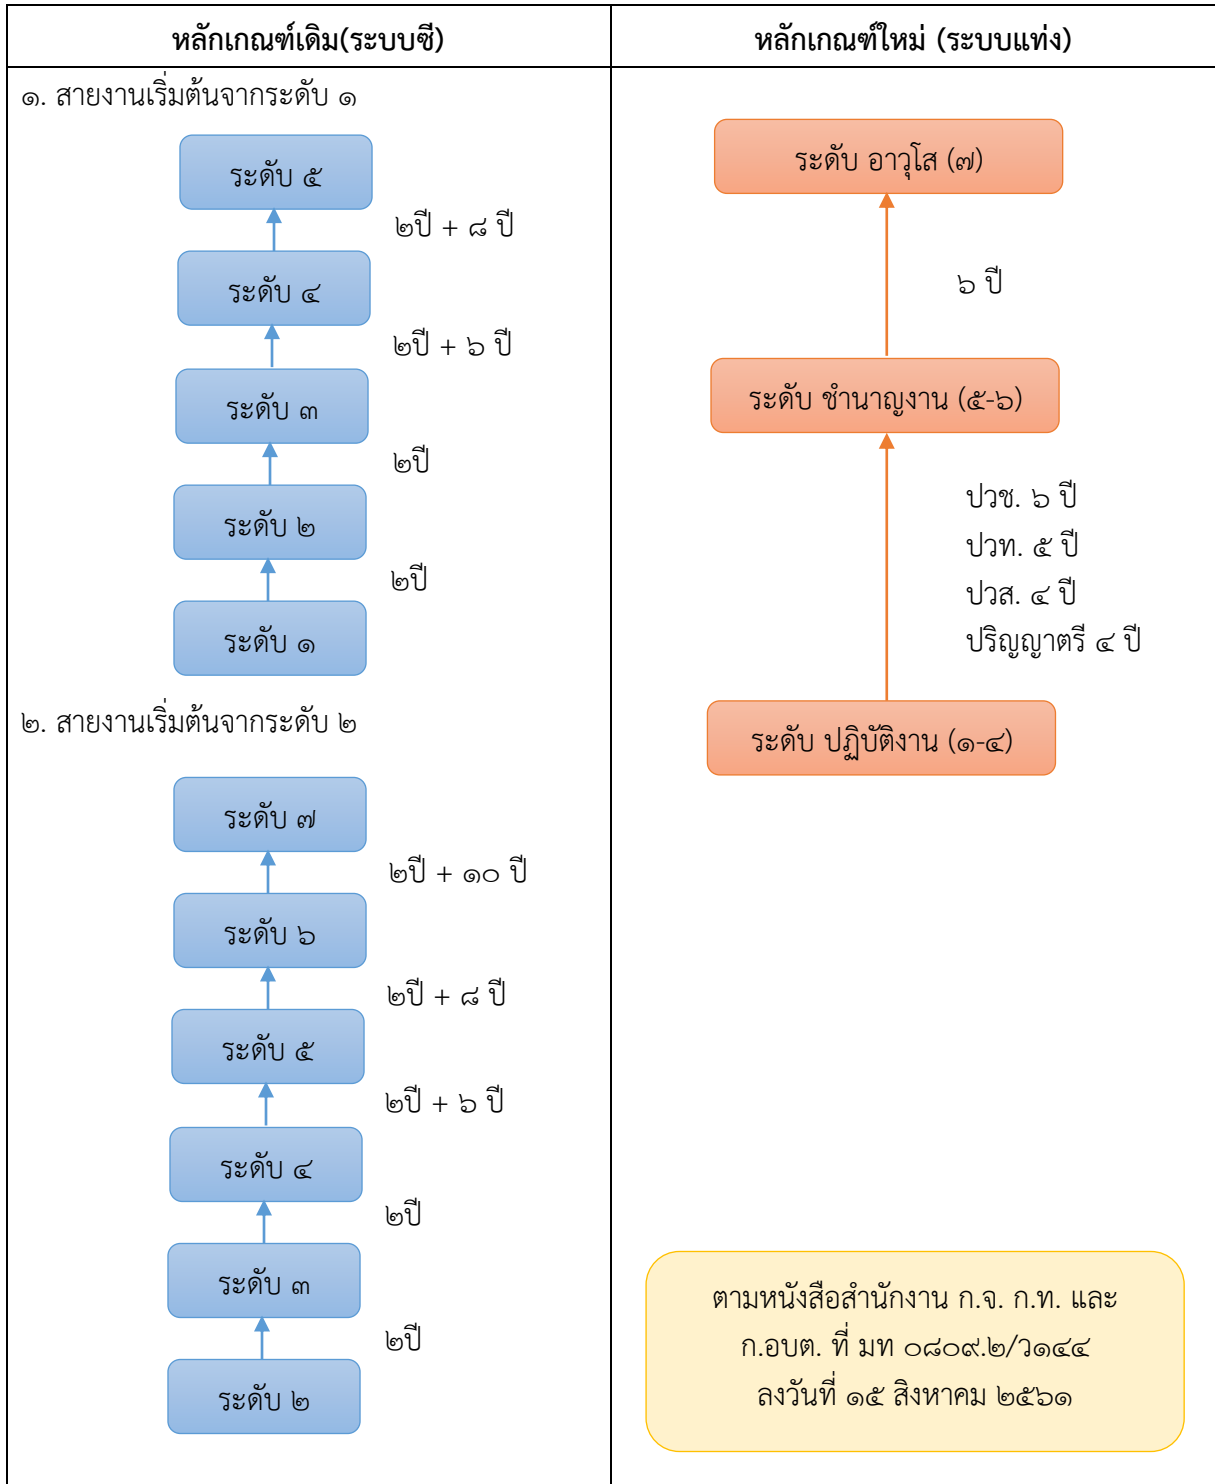 หลักเกณฑ์เดิม(ระบบซี)
๑. สายงานเริ่มต้นจากระดับ ๑
ระดับ ๕
๒ปี + ๘ ปี
ระดับ ๔
๒ปี + ๖ ปี
ระดับ ๓
๒ปี
ระดับ ๒
๒ปี
ระดับ ๑
๒. สายงานเริ่มต้นจากระดับ ๒
ระดับ ๗
๒ปี + ๑๐ ปี
ระดับ ๖
๒ปี + ๘ ปี
ระดับ ๕
๒ปี + ๖ ปี
ระดับ ๔
๒ปี
ระดับ ๓
๒ปี
ระดับ ๒
หลักเกณฑ์ใหม่ (ระบบแท่ง)
ระดับ อาวุโส (๗)
๖ ปี
ระดับ ชำนาญงาน (๕-๖)
ปวช. ๖ ปี
ปวท. ๕ ปี
ปวส. ๔ ปี
ปริญญาตรี ๔ ปี
ระดับ ปฏิบัติงาน (๑-๔)
ตามหนังสือสำนักงาน ก.จ. ก.ท. และ
ก.อบต. ที่ มท ๐๘๐๙.๒/ว๑๔๔
ลงวันที่ ๑๕ สิงหาคม ๒๕๖๑